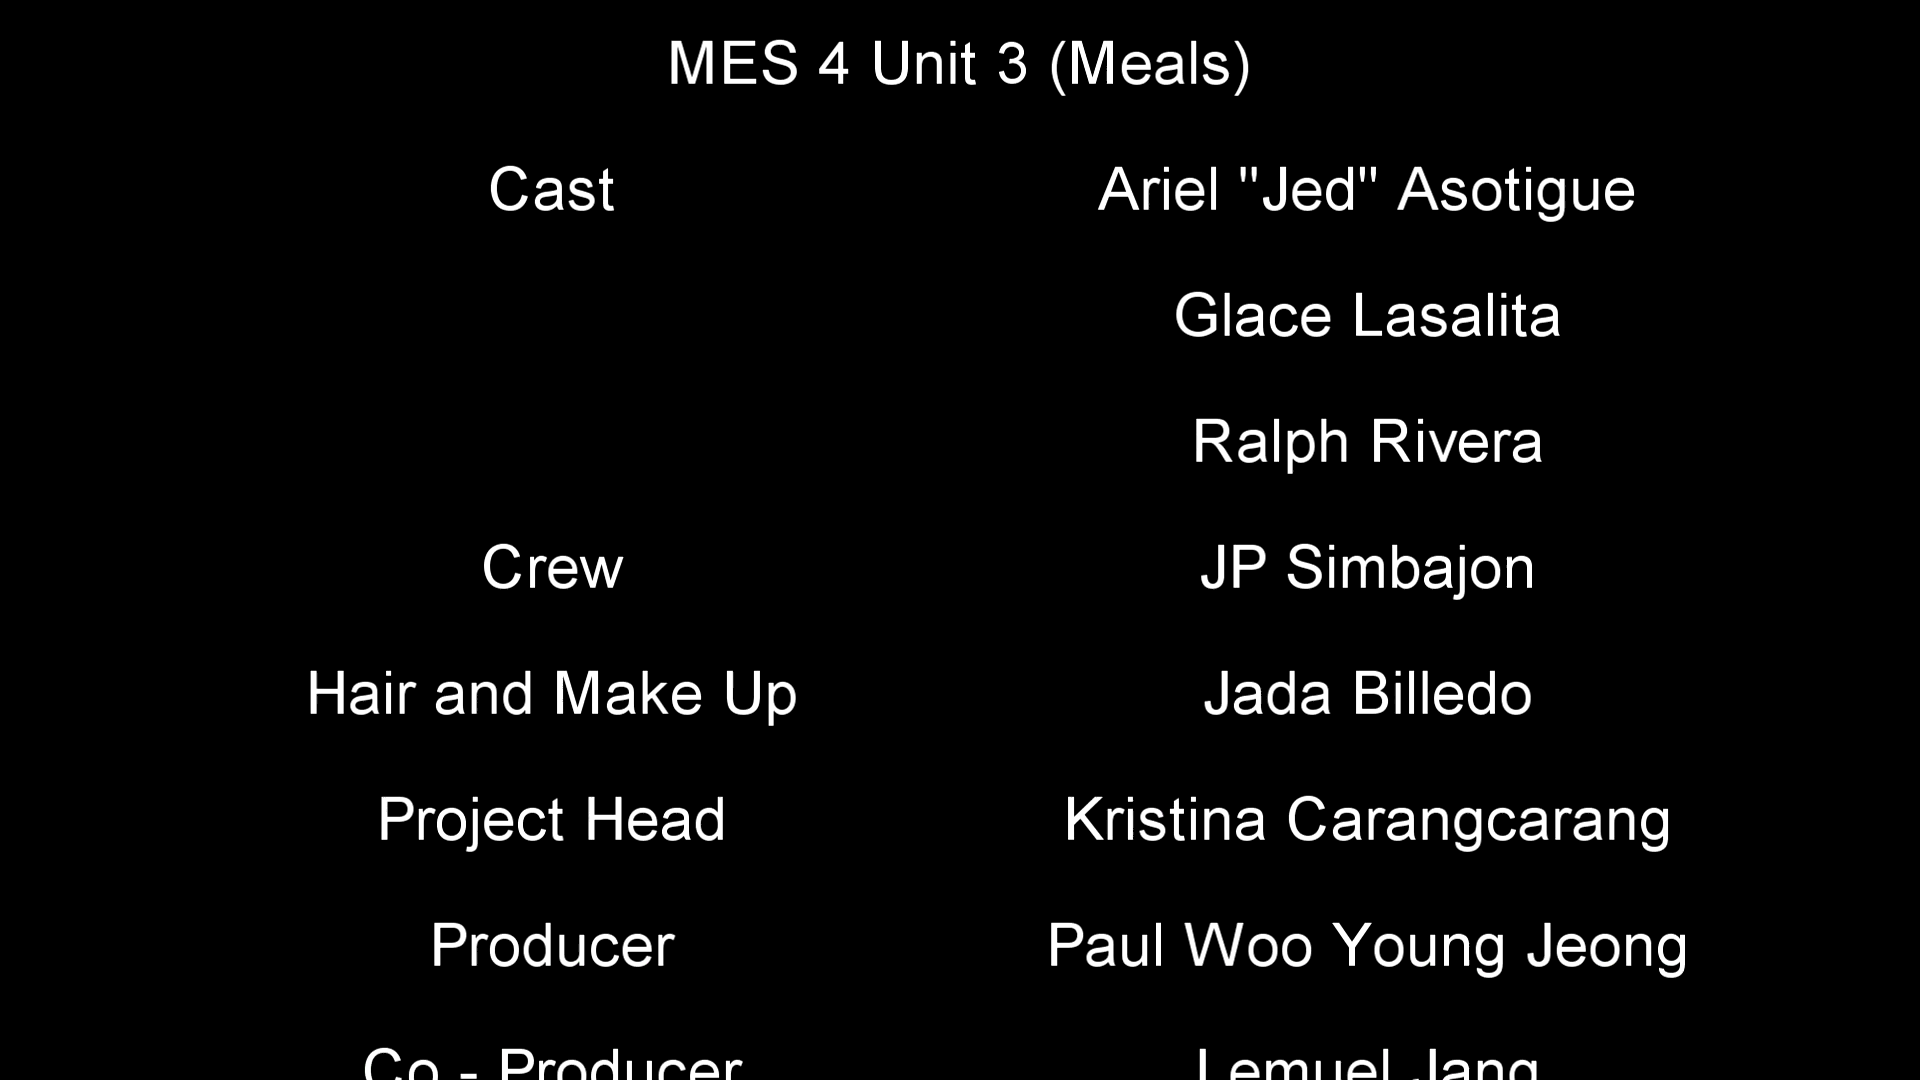 MES 4 Unit 3 (Meals)
Cast Ariel "Jed" Asotigue
Glace Lasalita
Ralph Rivera
Crew JP Simbajon
Hair and Make Up Jada Billedo
Project Head Kristina Carangcarang
Producer Paul Woo Young Jeong
Co - Producer Lemuel Jang